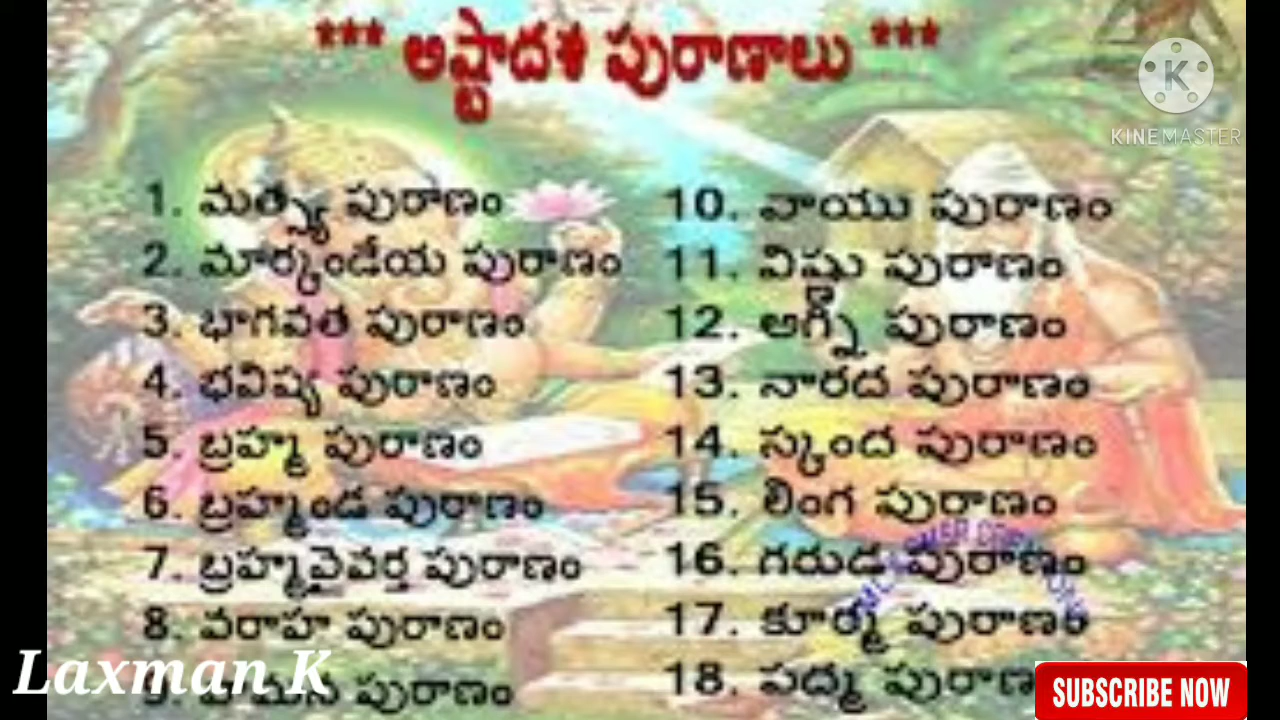 *** అష్టాదశ పురాణాలు ***
K
KINEMASTER
1. మత్స్య పురాణం
2. మార్కండేయ పురాణం
3. భాగవత పురాణం
4. భవిష్య పురాణం
5. బ్రహ్మ పురాణం
6. బ్రహ్మండ పురాణం
7. బ్రహ్మవైవర్త పురాణం
8. వరాహ పురాణం
9. పురాణం
10. వాయు పురాణం
11. విష్ణు పురాణం
12. అగ్ని పురాణం
13. నారద పురాణం
14. స్కంద పురాణం
15. లింగ పురాణం
16. గరుడ పురాణం
17. కూర్మ పురాణం
18. పద్మ
Laxman K
SUBSCRIBE NOW